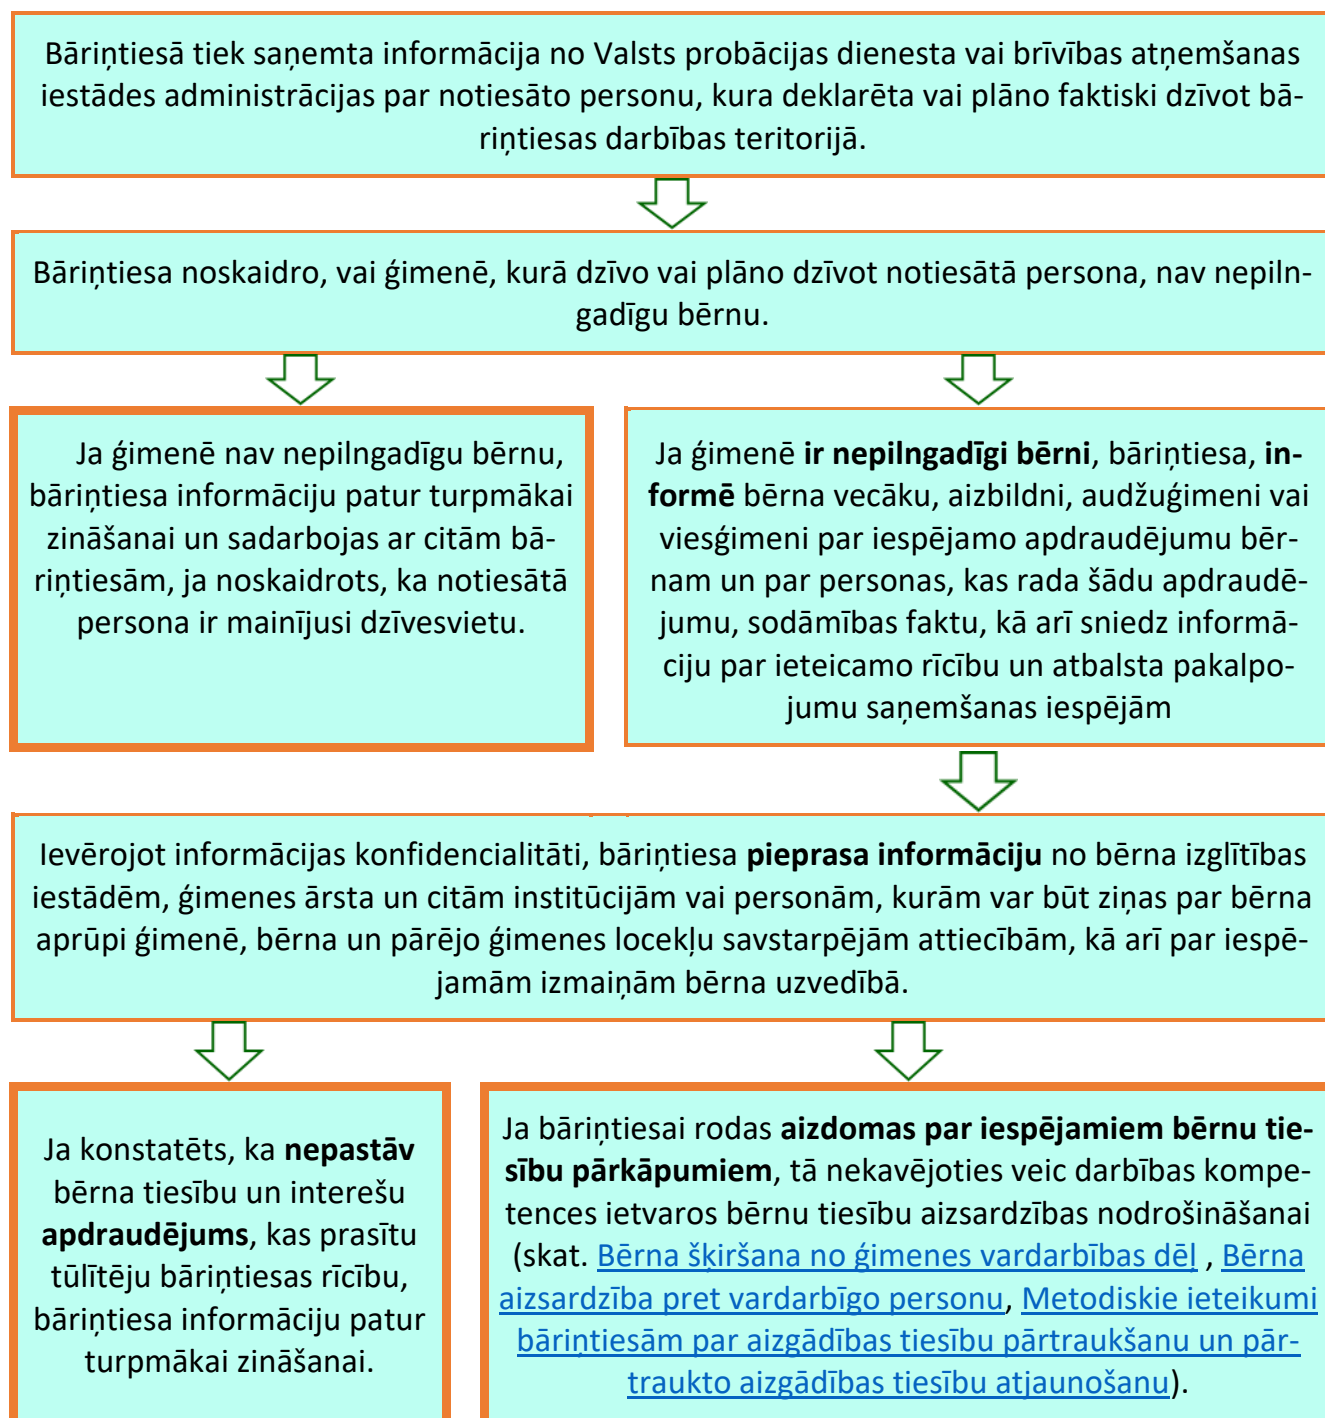 Bāriņtiesā tiek saņemta informācija no Valsts probācijas dienesta vai brīvības atņemšanas
iestādes administrācijas par notiesāto personu, kura deklarēta vai plāno faktiski dzīvot bā-
riņtiesas darbības teritorijā.
Bāriņtiesa noskaidro, vai ģimenē, kurā dzīvo vai plāno dzīvot notiesātā persona, nav nepiln-
gadīgu bērnu.
Ja ģimenē nav nepilngadīgu bērnu,
bāriņtiesa informāciju patur turpmākai
zināšanai un sadarbojas ar citām bā-
riņtiesām, ja noskaidrots, ka notiesātā
persona ir mainījusi dzīvesvietu.
Ja ģimenē ir nepilngadīgi bērni, bāriņtiesa, in-
formē bērna vecāku, aizbildni, audžuģimeni vai
viesģimeni par iespējamo apdraudējumu bēr-
nam un par personas, kas rada šādu apdraudē-
jumu, sodāmības faktu, kā arī sniedz informā-
ciju par ieteicamo rīcību un atbalsta pakalpo-
jumu saņemšanas iespējām
Ievērojot informācijas konfidencialitāti, bāriņtiesa pieprasa informāciju no bērna izglītības
iestādēm, ģimenes ārsta un citām institūcijām vai personām, kurām var būt ziņas par bērna
aprūpi ģimenē, bērna un pārējo ģimenes locekļu savstarpējām attiecībām, kā arī par iespē-
jamām izmaiņām bērna uzvedībā.
Ja konstatēts, ka nepastāv
bērna tiesību un interešu
apdraudējums, kas prasītu
tūlītēju bāriņtiesas rīcību,
bāriņtiesa informāciju patur
turpmākai zināšanai.
Ja bāriņtiesai rodas aizdomas par iespējamiem bērnu tie-
sību pārkāpumiem, tā nekavējoties veic darbības kompe-
tences ietvaros bērnu tiesību aizsardzības nodrošināšanai
(skat. Bērna šķiršana no ģimenes vardarbības dēļ , Bērna
aizsardzība pret vardarbīgo personu, Metodiskie ieteikumi
bāriņtiesām par aizgādības tiesību pārtraukšanu un pār-
traukto aizgādības tiesību atjaunošanu).